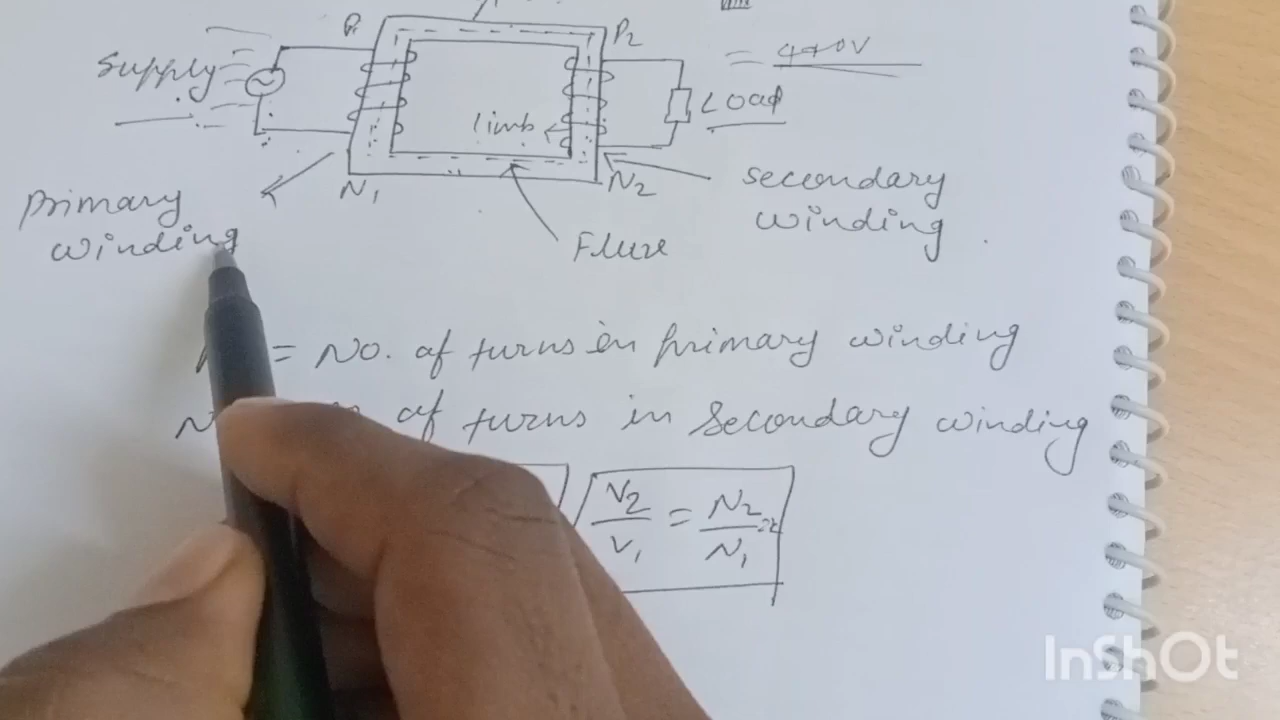 P1
P2
= 440V
Supply
Load
limb
N1
N2
Primary
winding
secondary
winding
Flux
= No. of turns in primary winding
N of turns in secondary winding
V2/V1 = N2/N1
InShOt